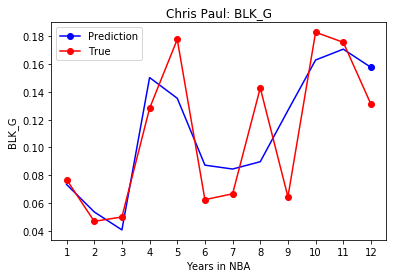 Chris Paul: BLK_G
Prediction
True
0.18
0.16
0.14
0.12
0.10
0.08
0.06
0.04
BLK_G
1 2 3 4 5 6 7 8 9 10 11 12
Years in NBA